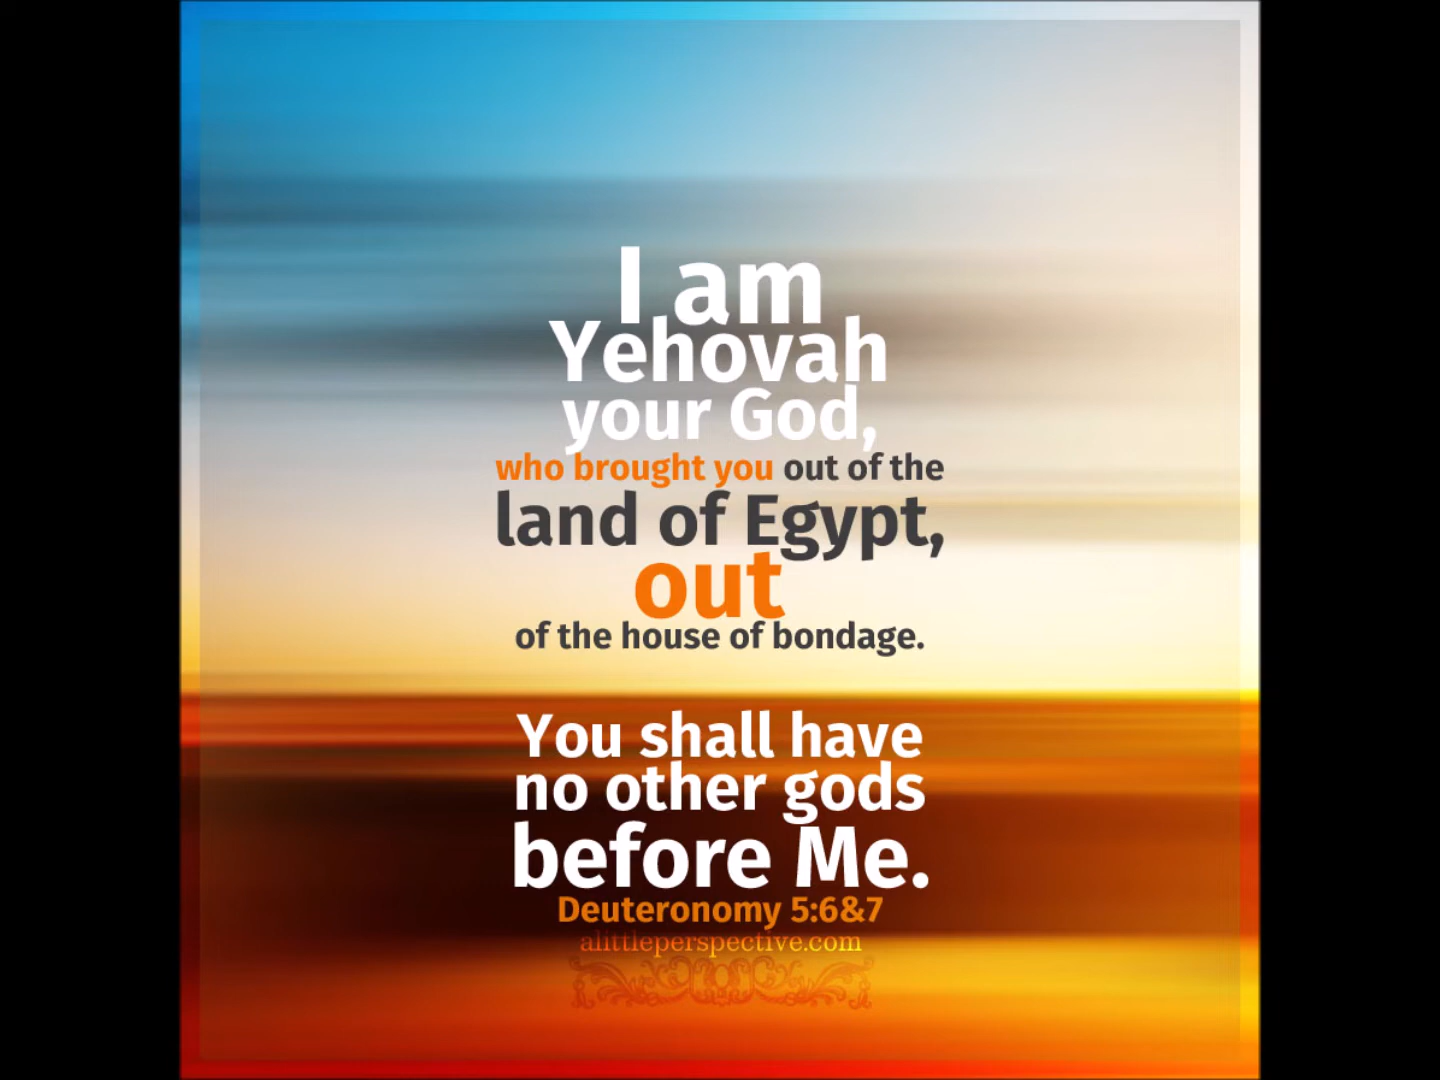 I am
Yehovah
your God,
who brought you out of the
land of Egypt,
out
of the house of bondage.
You shall have
no other gods
before Me.
Deuteronomy 5:6&7
alittleperspective.com